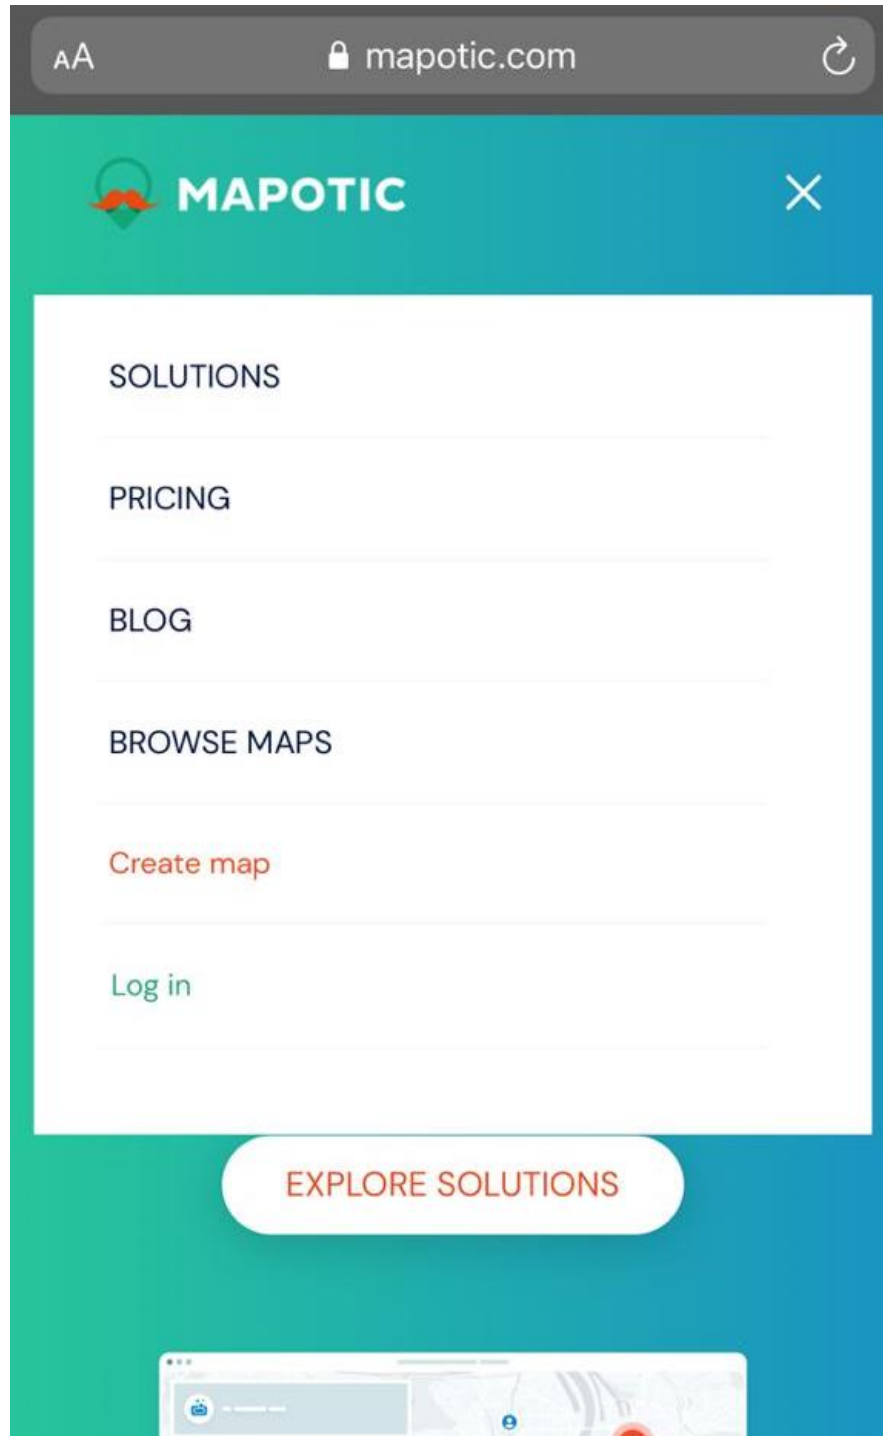 AA
mapotic.com
MAPOTIC
SOLUTIONS
PRICING
BLOG
BROWSE MAPS
Create map
Log in
EXPLORE SOLUTIONS